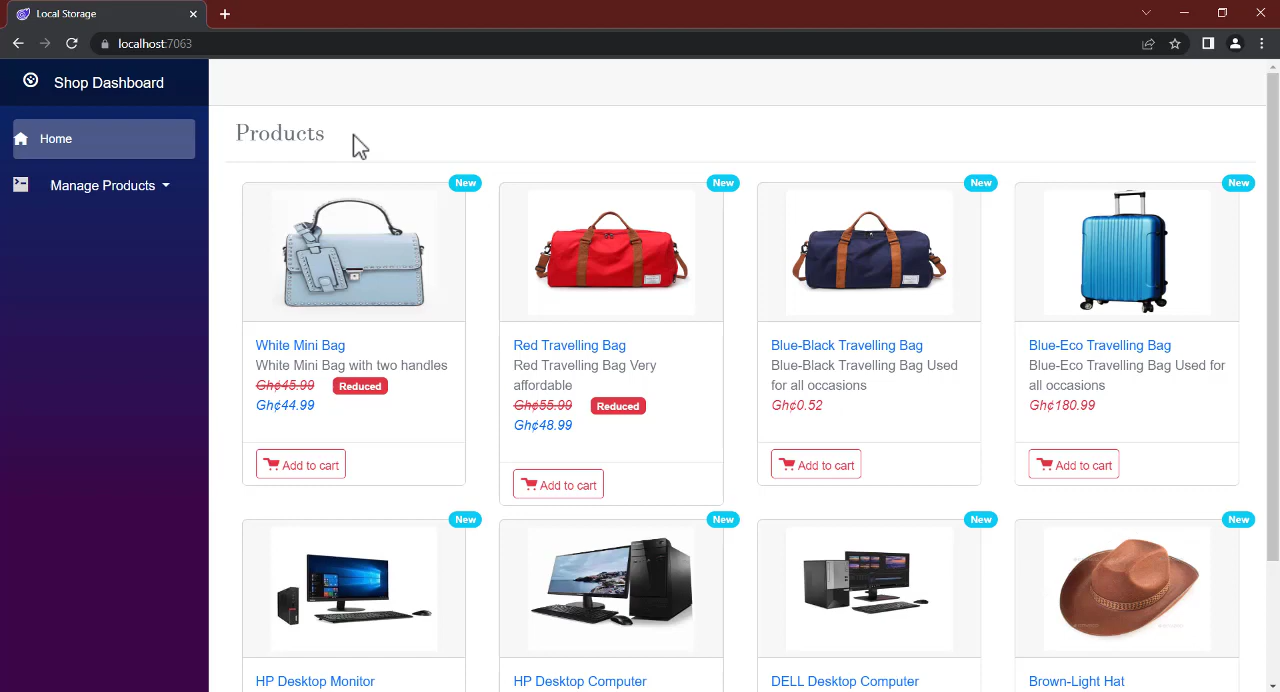 Local Storage
localhost:7063
Shop Dashboard
Home
Manage Products
Products
New
New
New
New
White Mini Bag
White Mini Bag with two handles
Gh¢45.99 Reduced
Gh¢44.99
Add to cart
Red Travelling Bag
Red Travelling Bag Very
affordable
Gh¢55.99 Reduced
Gh¢48.99
Add to cart
Blue-Black Travelling Bag
Blue-Black Travelling Bag Used
for all occasions
Gh¢0.52
Add to cart
Blue-Eco Travelling Bag
Blue-Eco Travelling Bag Used for
all occasions
Gh¢180.99
Add to cart
New
New
New
New
HP Desktop Monitor
HP Desktop Computer
DELL Desktop Computer
Brown-Light Hat